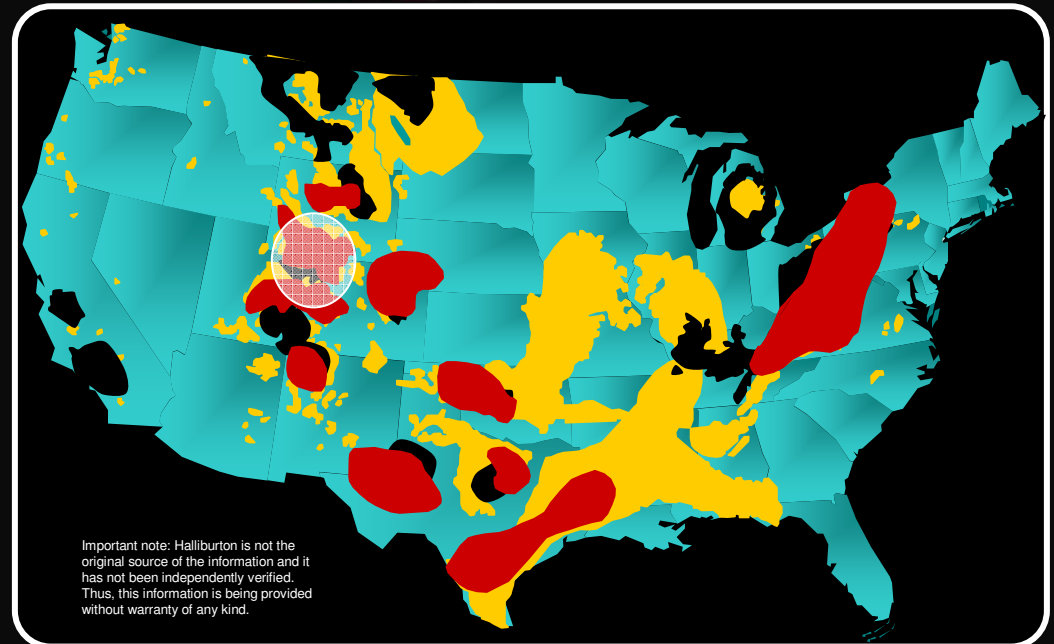 Important note: Halliburton is not the
original source of the information and it
has not been independently verified.
Thus, this information is being provided
without warranty of any kind.